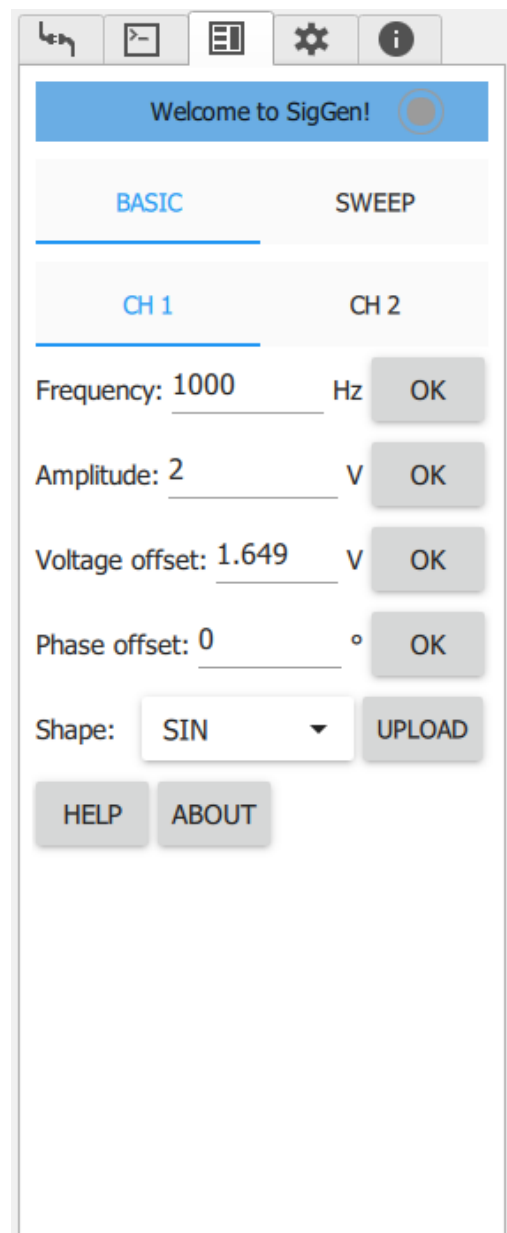 Welcome to SigGen!
BASIC SWEEP
CH 1 CH 2
Frequency: 1000 Hz OK
Amplitude: 2 V OK
Voltage offset: 1.649 V OK
Phase offset: 0 ° OK
Shape: SIN UPLOAD
HELP ABOUT